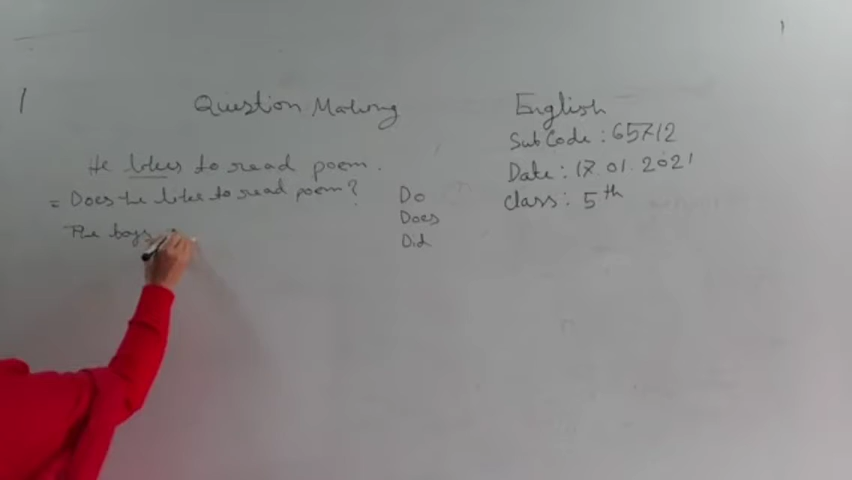 Question Making
He likes to read poem.
= Does he like to read poem?
The boys
Do
Does
Did
English
Sub Code : 65712
Date : 17.01.2021
Class : 5th